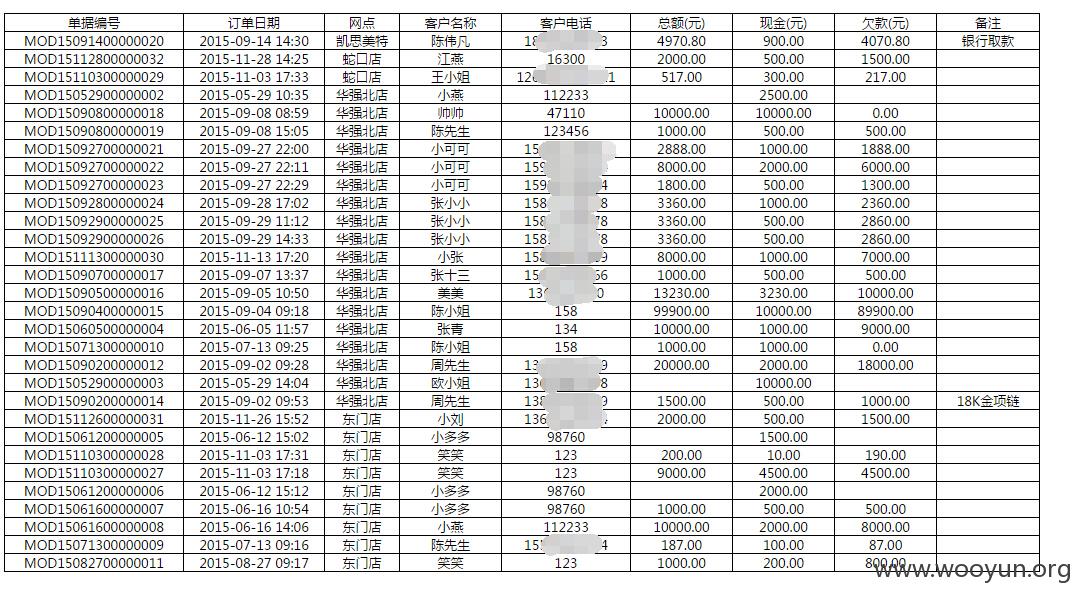 单据编号 订单日期 网点 客户名称 客户电话 总额(元) 现金(元) 欠款(元) 备注
MOD15091400000020 2015-09-14 14:30 凯思美特 陈伟凡 18 3 4970.80 900.00 4070.80 银行取款
MOD15112800000032 2015-11-28 14:25 蛇口店 江燕 16300 2000.00 500.00 1500.00
MOD15110300000029 2015-11-03 17:33 蛇口店 王小姐 126 1 517.00 300.00 217.00
MOD15052900000002 2015-05-29 10:35 华强北店 小燕 112233 2500.00
MOD15090800000018 2015-09-08 08:59 华强北店 帅帅 47110 10000.00 10000.00 0.00
MOD15090800000019 2015-09-08 15:05 华强北店 陈先生 123456 1000.00 500.00 500.00
MOD15092700000021 2015-09-27 22:00 华强北店 小可可 15 2888.00 1000.00 1888.00
MOD15092700000022 2015-09-27 22:11 华强北店 小可可 159 8000.00 2000.00 6000.00
MOD15092700000023 2015-09-27 22:29 华强北店 小可可 159 4 1800.00 500.00 1300.00
MOD15092800000024 2015-09-28 17:02 华强北店 张小小 158 8 3360.00 1000.00 2360.00
MOD15092900000025 2015-09-29 11:12 华强北店 张小小 158 78 3360.00 500.00 2860.00
MOD15092900000026 2015-09-29 14:33 华强北店 张小小 158 78 3360.00 500.00 2860.00
MOD15111300000030 2015-11-13 17:20 华强北店 小张 158 9 8000.00 1000.00 7000.00
MOD15090700000017 2015-09-07 13:37 华强北店 张十三 15 66 1000.00 500.00 500.00
MOD15090500000016 2015-09-05 10:50 华强北店 美美 13 0 13230.00 3230.00 10000.00
MOD15090400000015 2015-09-04 09:18 华强北店 陈小姐 158 99900.00 10000.00 89900.00
MOD15060500000004 2015-06-05 11:57 华强北店 张青 134 10000.00 1000.00 9000.00
MOD15071300000010 2015-07-13 09:25 华强北店 陈小姐 158 1000.00 1000.00 0.00
MOD15090200000012 2015-09-02 09:28 华强北店 周先生 13 9 20000.00 2000.00 18000.00
MOD15052900000003 2015-05-29 14:04 华强北店 欧小姐 136 8 10000.00
MOD15090200000014 2015-09-02 09:53 华强北店 周先生 138 9 1500.00 500.00 1000.00 18K金项链
MOD15112600000031 2015-11-26 15:52 东门店 小刘 136 2000.00 500.00 1500.00
MOD15061200000005 2015-06-12 15:02 东门店 小多多 98760 1500.00
MOD15110300000028 2015-11-03 17:31 东门店 笑笑 123 200.00 10.00 190.00
MOD15110300000027 2015-11-03 17:18 东门店 笑笑 123 9000.00 4500.00 4500.00
MOD15061200000006 2015-06-12 15:12 东门店 小多多 98760 2000.00
MOD15061600000007 2015-06-16 10:54 东门店 小多多 98760 1000.00 500.00 500.00
MOD15061600000008 2015-06-16 14:06 东门店 小燕 112233 10000.00 2000.00 8000.00
MOD15071300000009 2015-07-13 09:16 东门店 陈先生 15 4 187.00 100.00 87.00
MOD15082700000011 2015-08-27 09:17 东门店 笑笑 123 1000.00 200.00 800.00
www.wooyun.org